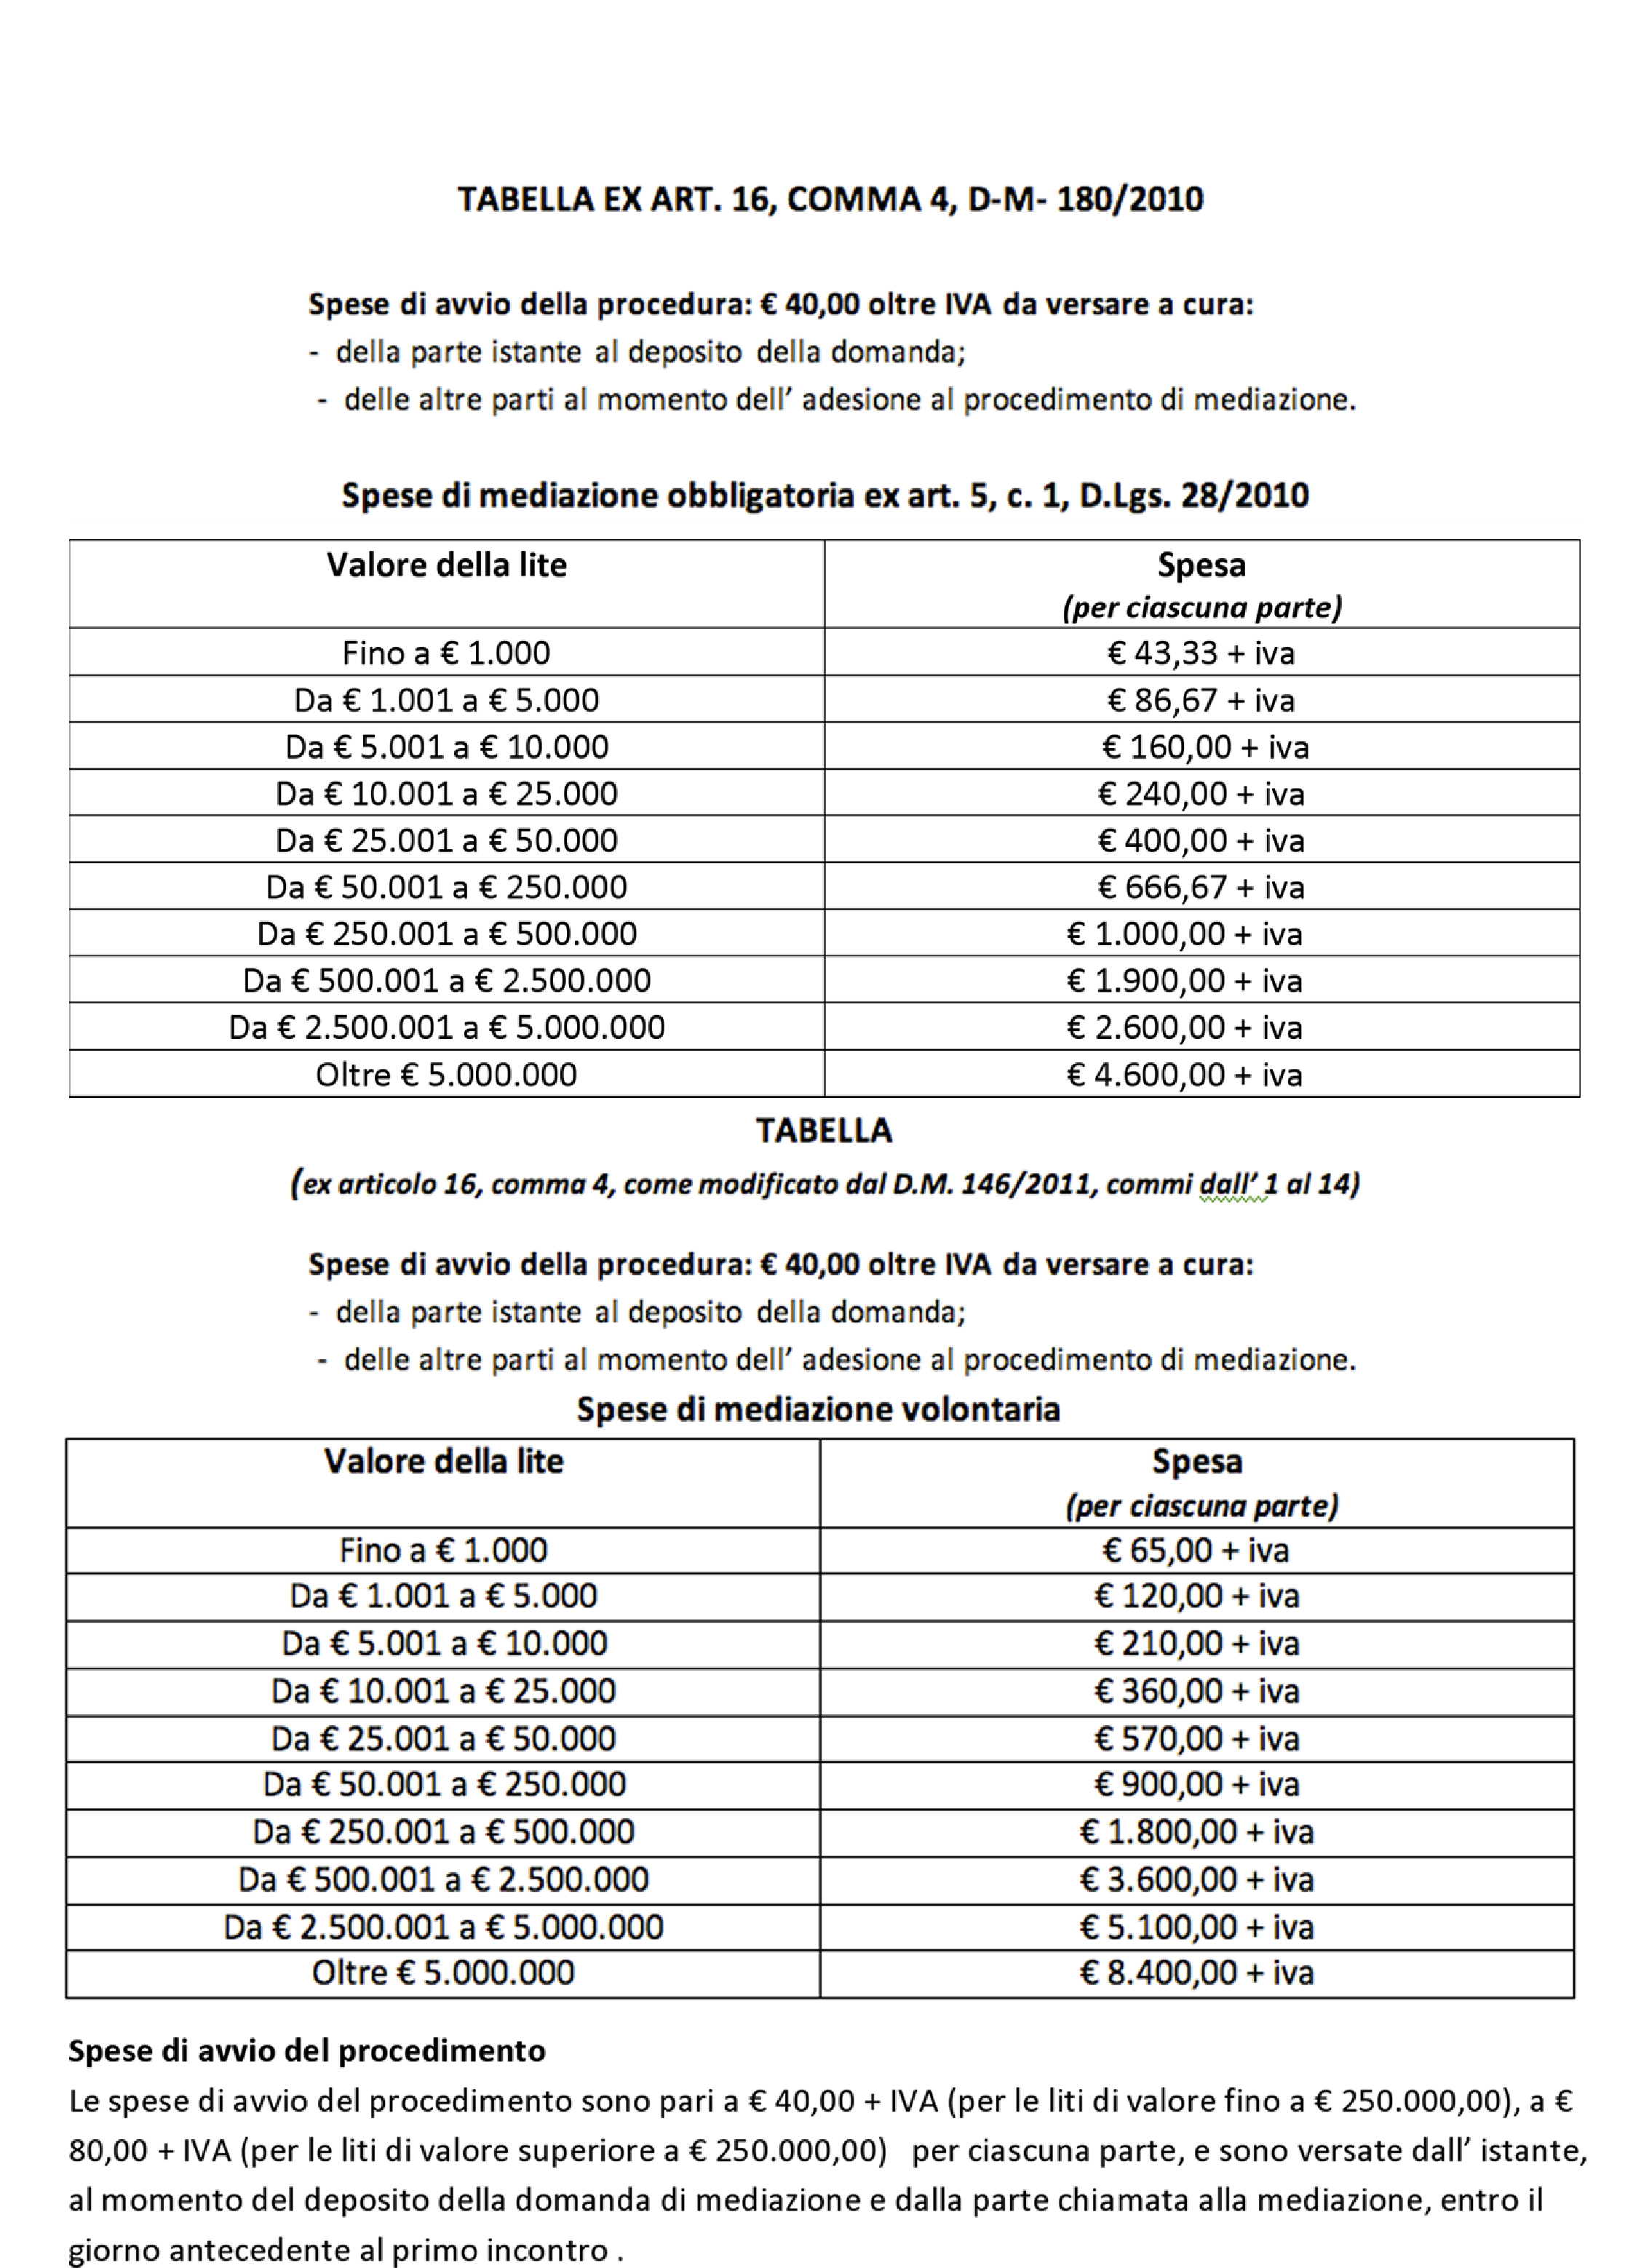 TABELLA EX ART. 16, COMMA 4, D-M- 180/2010
Spese di avvio della procedura: € 40,00 oltre IVA da versare a cura:
- della parte istante al deposito della domanda;
- delle altre parti al momento dell’ adesione al procedimento di mediazione.
Spese di mediazione obbligatoria ex art. 5, c. 1, D.Lgs. 28/2010
Valore della lite Spesa
(per ciascuna parte)
Fino a € 1.000 € 43,33 + iva
Da € 1.001 a € 5.000 € 86,67 + iva
Da € 5.001 a € 10.000 € 160,00 + iva
Da € 10.001 a € 25.000 € 240,00 + iva
Da € 25.001 a € 50.000 € 400,00 + iva
Da € 50.001 a € 250.000 € 666,67 + iva
Da € 250.001 a € 500.000 € 1.000,00 + iva
Da € 500.001 a € 2.500.000 € 1.900,00 + iva
Da € 2.500.001 a € 5.000.000 € 2.600,00 + iva
Oltre € 5.000.000 € 4.600,00 + iva
TABELLA
(ex articolo 16, comma 4, come modificato dal D.M. 146/2011, commi dall’ 1 al 14)
Spese di avvio della procedura: € 40,00 oltre IVA da versare a cura:
- della parte istante al deposito della domanda;
- delle altre parti al momento dell’ adesione al procedimento di mediazione.
Spese di mediazione volontaria
Valore della lite Spesa
(per ciascuna parte)
Fino a € 1.000 € 65,00 + iva
Da € 1.001 a € 5.000 € 120,00 + iva
Da € 5.001 a € 10.000 € 210,00 + iva
Da € 10.001 a € 25.000 € 360,00 + iva
Da € 25.001 a € 50.000 € 570,00 + iva
Da € 50.001 a € 250.000 € 900,00 + iva
Da € 250.001 a € 500.000 € 1.800,00 + iva
Da € 500.001 a € 2.500.000 € 3.600,00 + iva
Da € 2.500.001 a € 5.000.000 € 5.100,00 + iva
Oltre € 5.000.000 € 8.400,00 + iva
Spese di avvio del procedimento
Le spese di avvio del procedimento sono pari a € 40,00 + IVA (per le liti di valore fino a € 250.000,00), a €
80,00 + IVA (per le liti di valore superiore a € 250.000,00) per ciascuna parte, e sono versate dall’ istante,
al momento del deposito della domanda di mediazione e dalla parte chiamata alla mediazione, entro il
giorno antecedente al primo incontro .